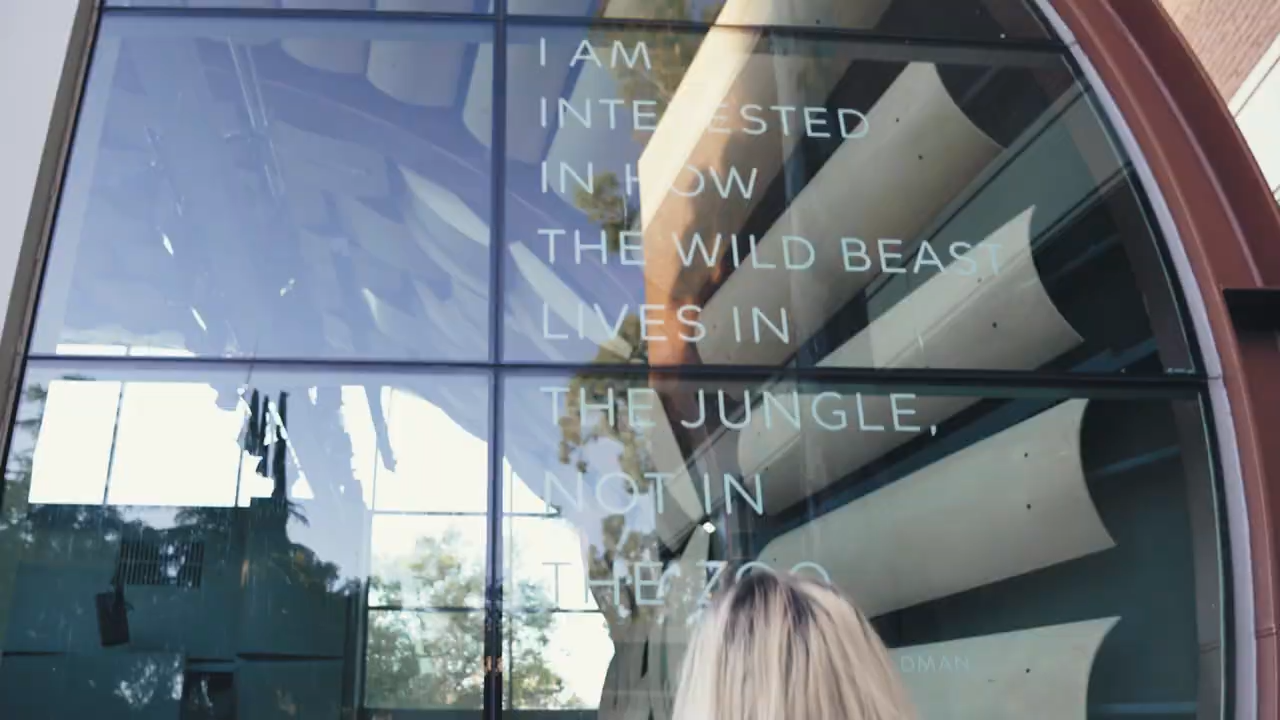 I AM
INTERESTED
IN HOW
THE WILD BEAST
LIVES IN
THE JUNGLE,
NOT IN
THE ZOO